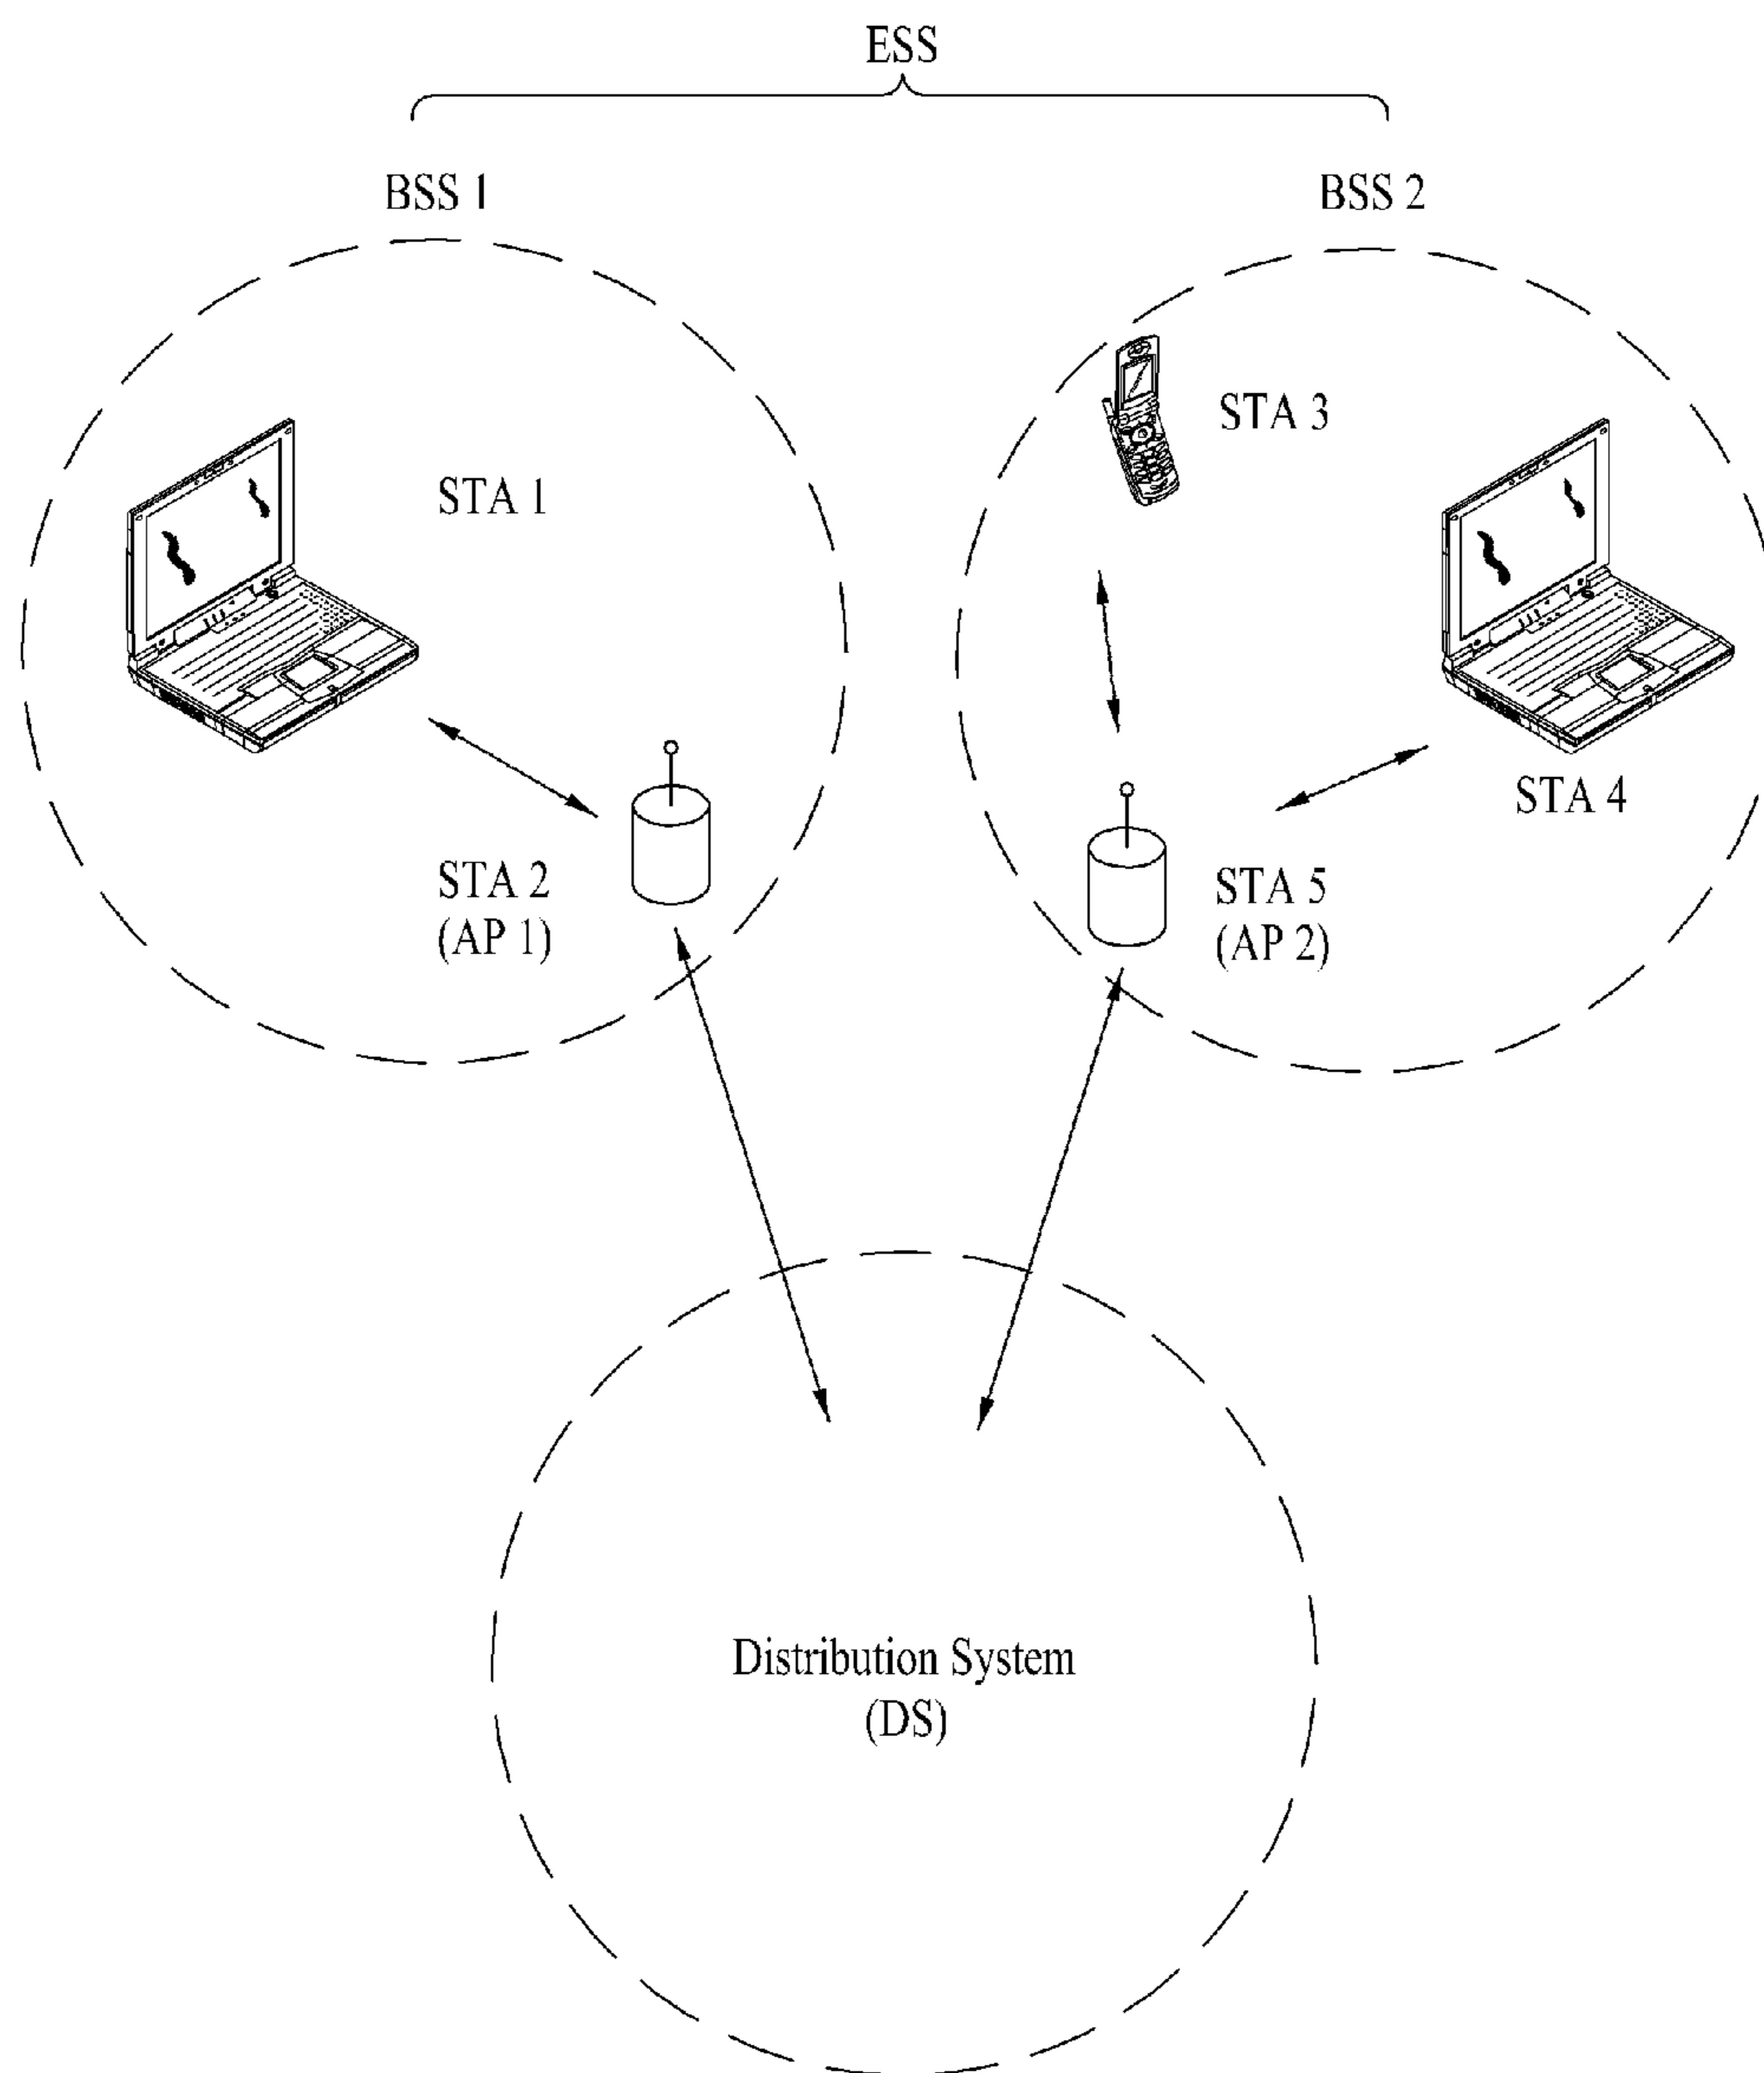 ESS
BSS 1
BSS 2
STA 3
STA 1
STA 4
STA 2
(AP 1)
STA 5
(AP 2)
Distribution System
(DS)